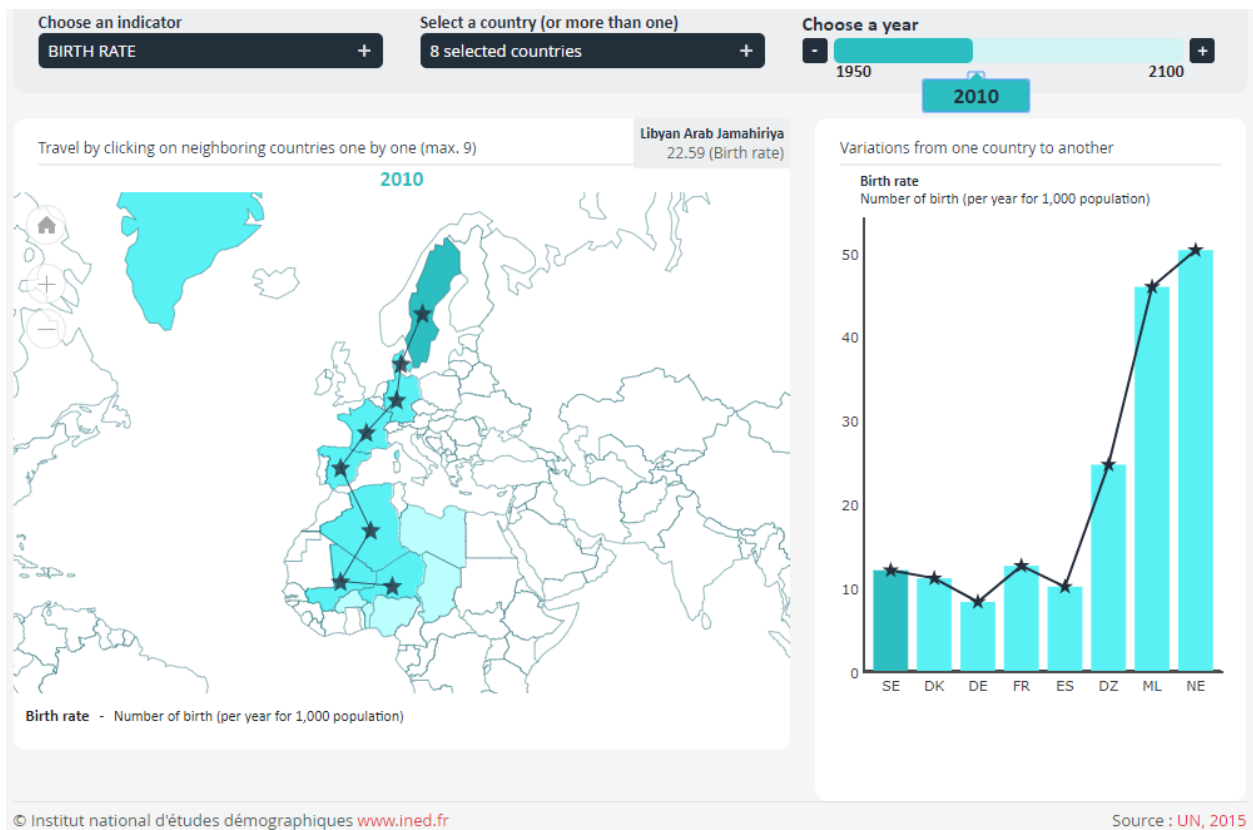 Choose an indicator
BIRTH RATE +
Select a country (or more than one)
8 selected countries +
Choose a year
- +
1950 2100
2010
Travel by clicking on neighboring countries one by one (max. 9)
Libyan Arab Jamahiriya
22.59 (Birth rate)
2010
+
−
Birth rate - Number of birth (per year for 1,000 population)
Variations from one country to another
Birth rate
Number of birth (per year for 1,000 population)
50
40
30
20
10
0
SE DK DE FR ES DZ ML NE
© Institut national d'études démographiques www.ined.fr
Source : UN, 2015